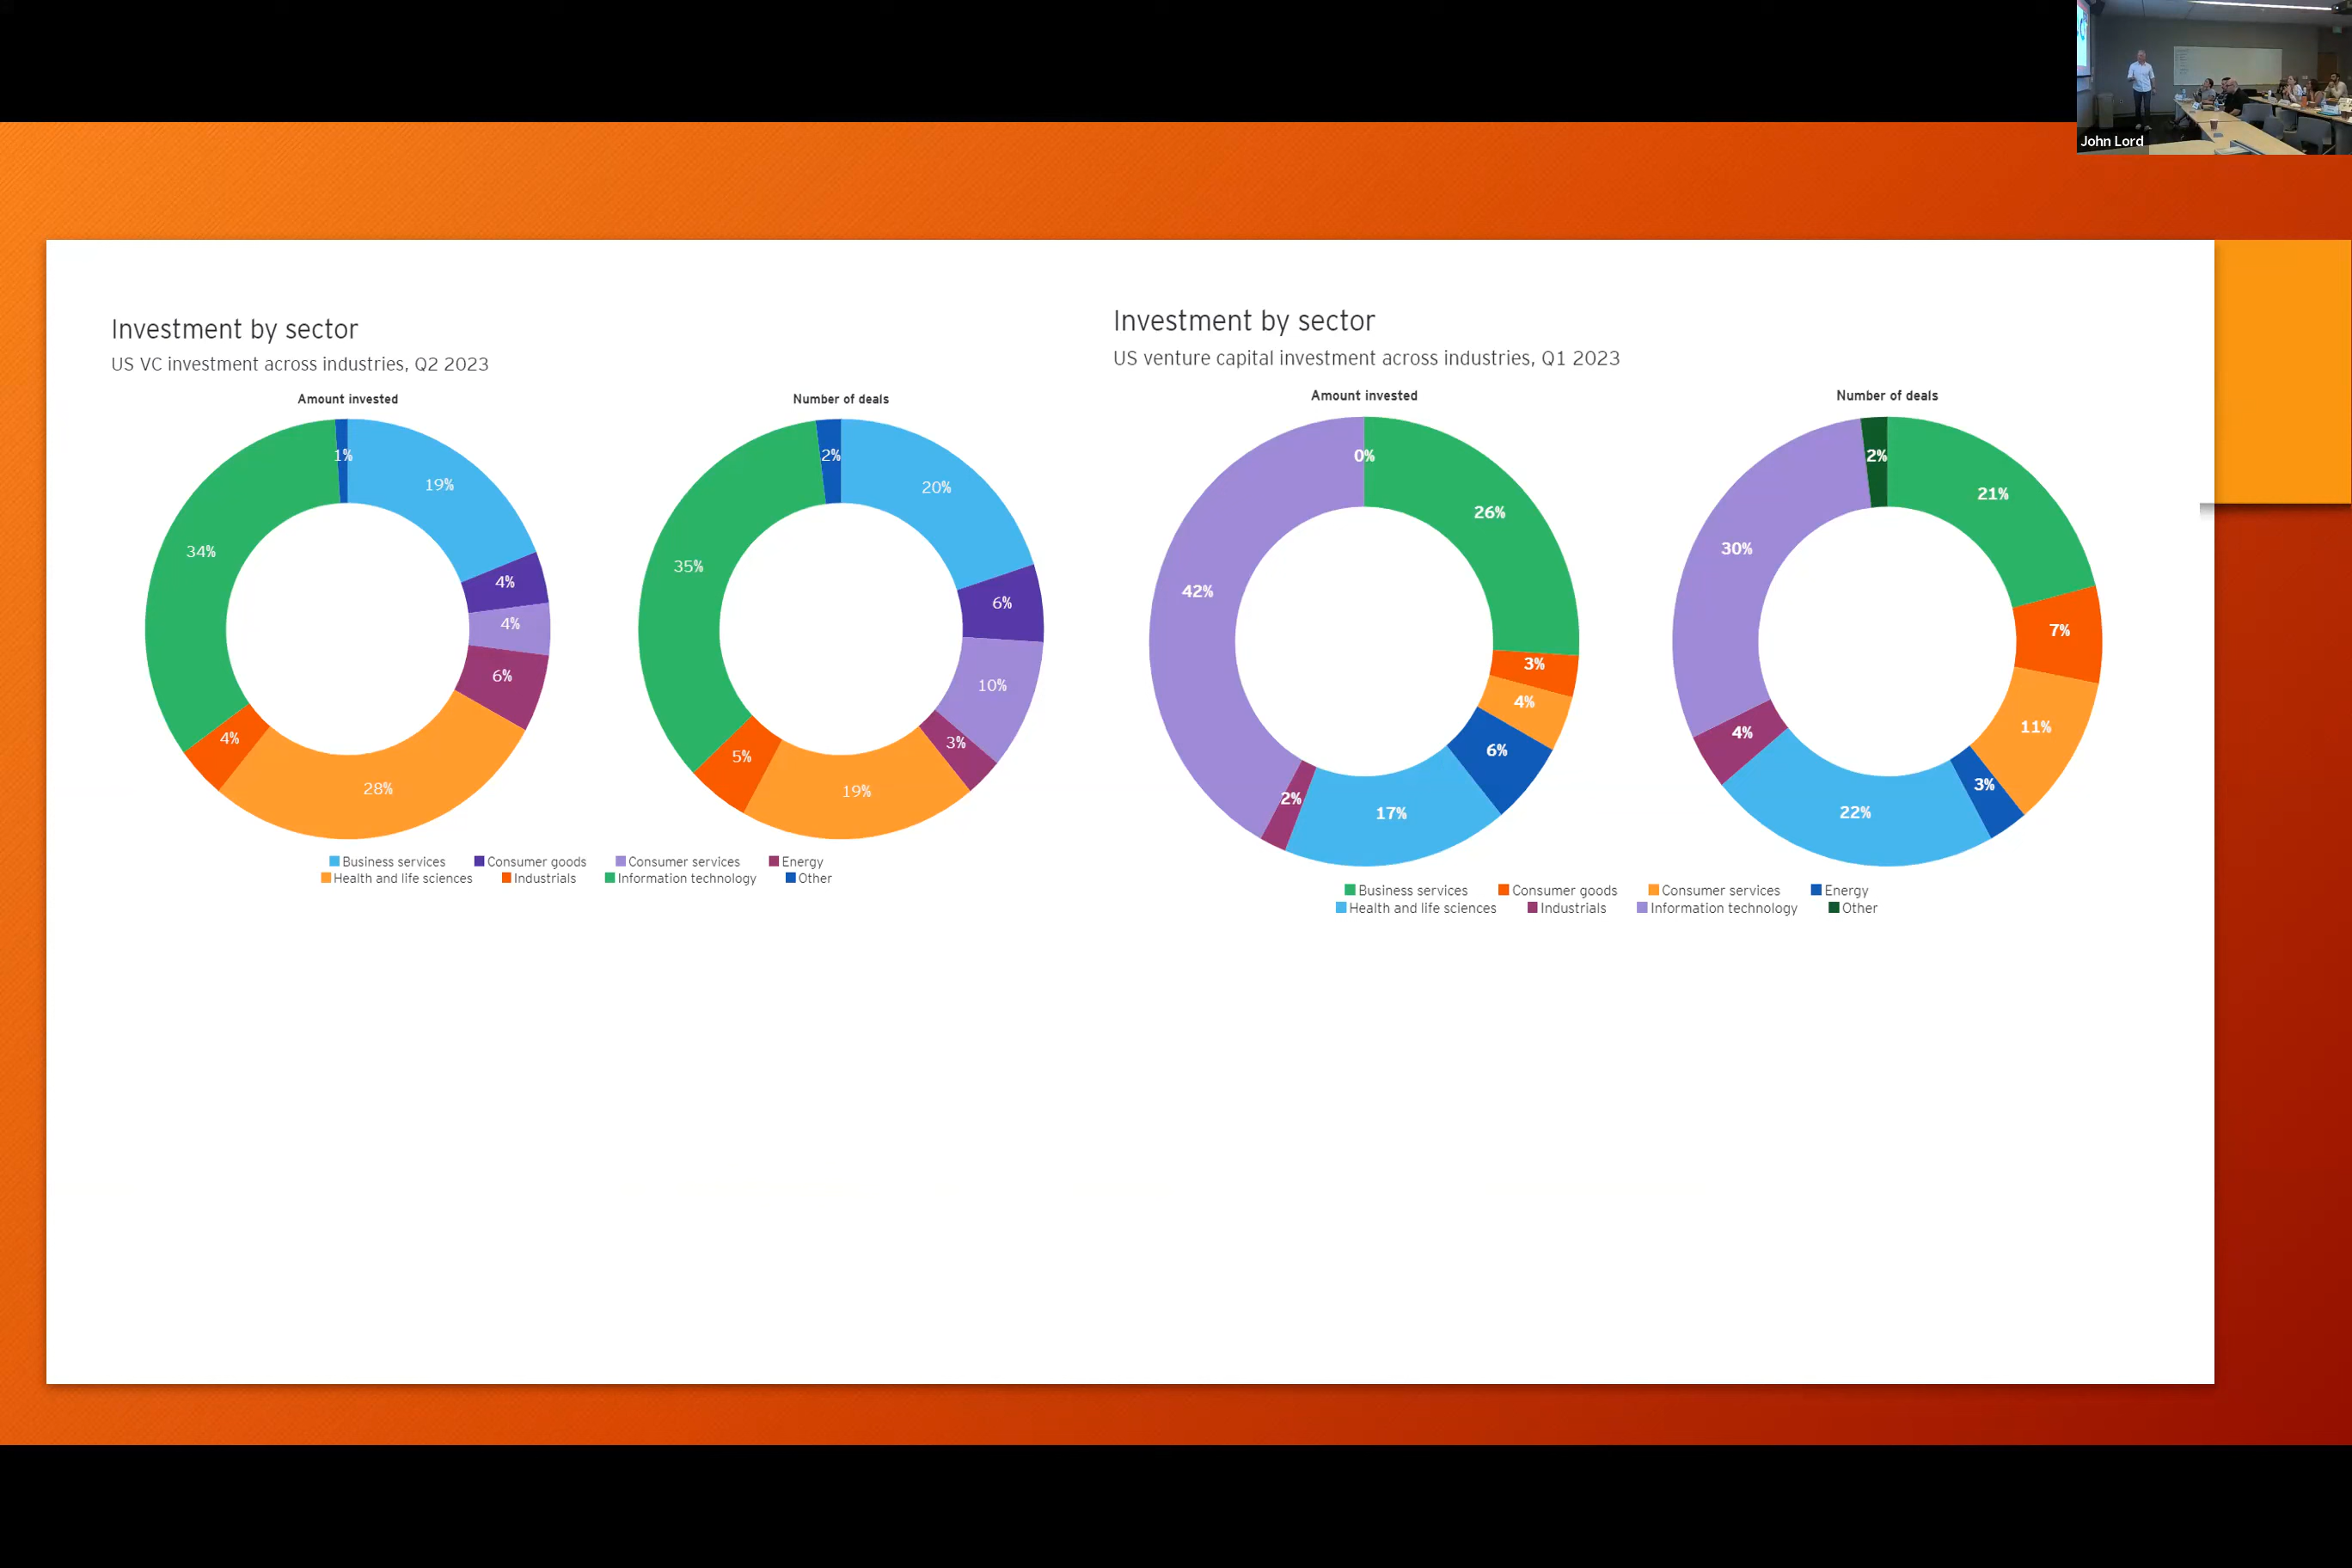 John Lord
Investment by sector
US VC investment across industries, Q2 2023
Amount invested
1%
19%
4%
4%
6%
28%
4%
34%
Number of deals
2%
20%
6%
10%
3%
19%
5%
35%
Business services Consumer goods Consumer services Energy
Health and life sciences Industrials Information technology Other
Investment by sector
US venture capital investment across industries, Q1 2023
Amount invested
0%
26%
3%
4%
6%
17%
2%
42%
Number of deals
2%
21%
7%
11%
3%
22%
4%
30%
Business services Consumer goods Consumer services Energy
Health and life sciences Industrials Information technology Other